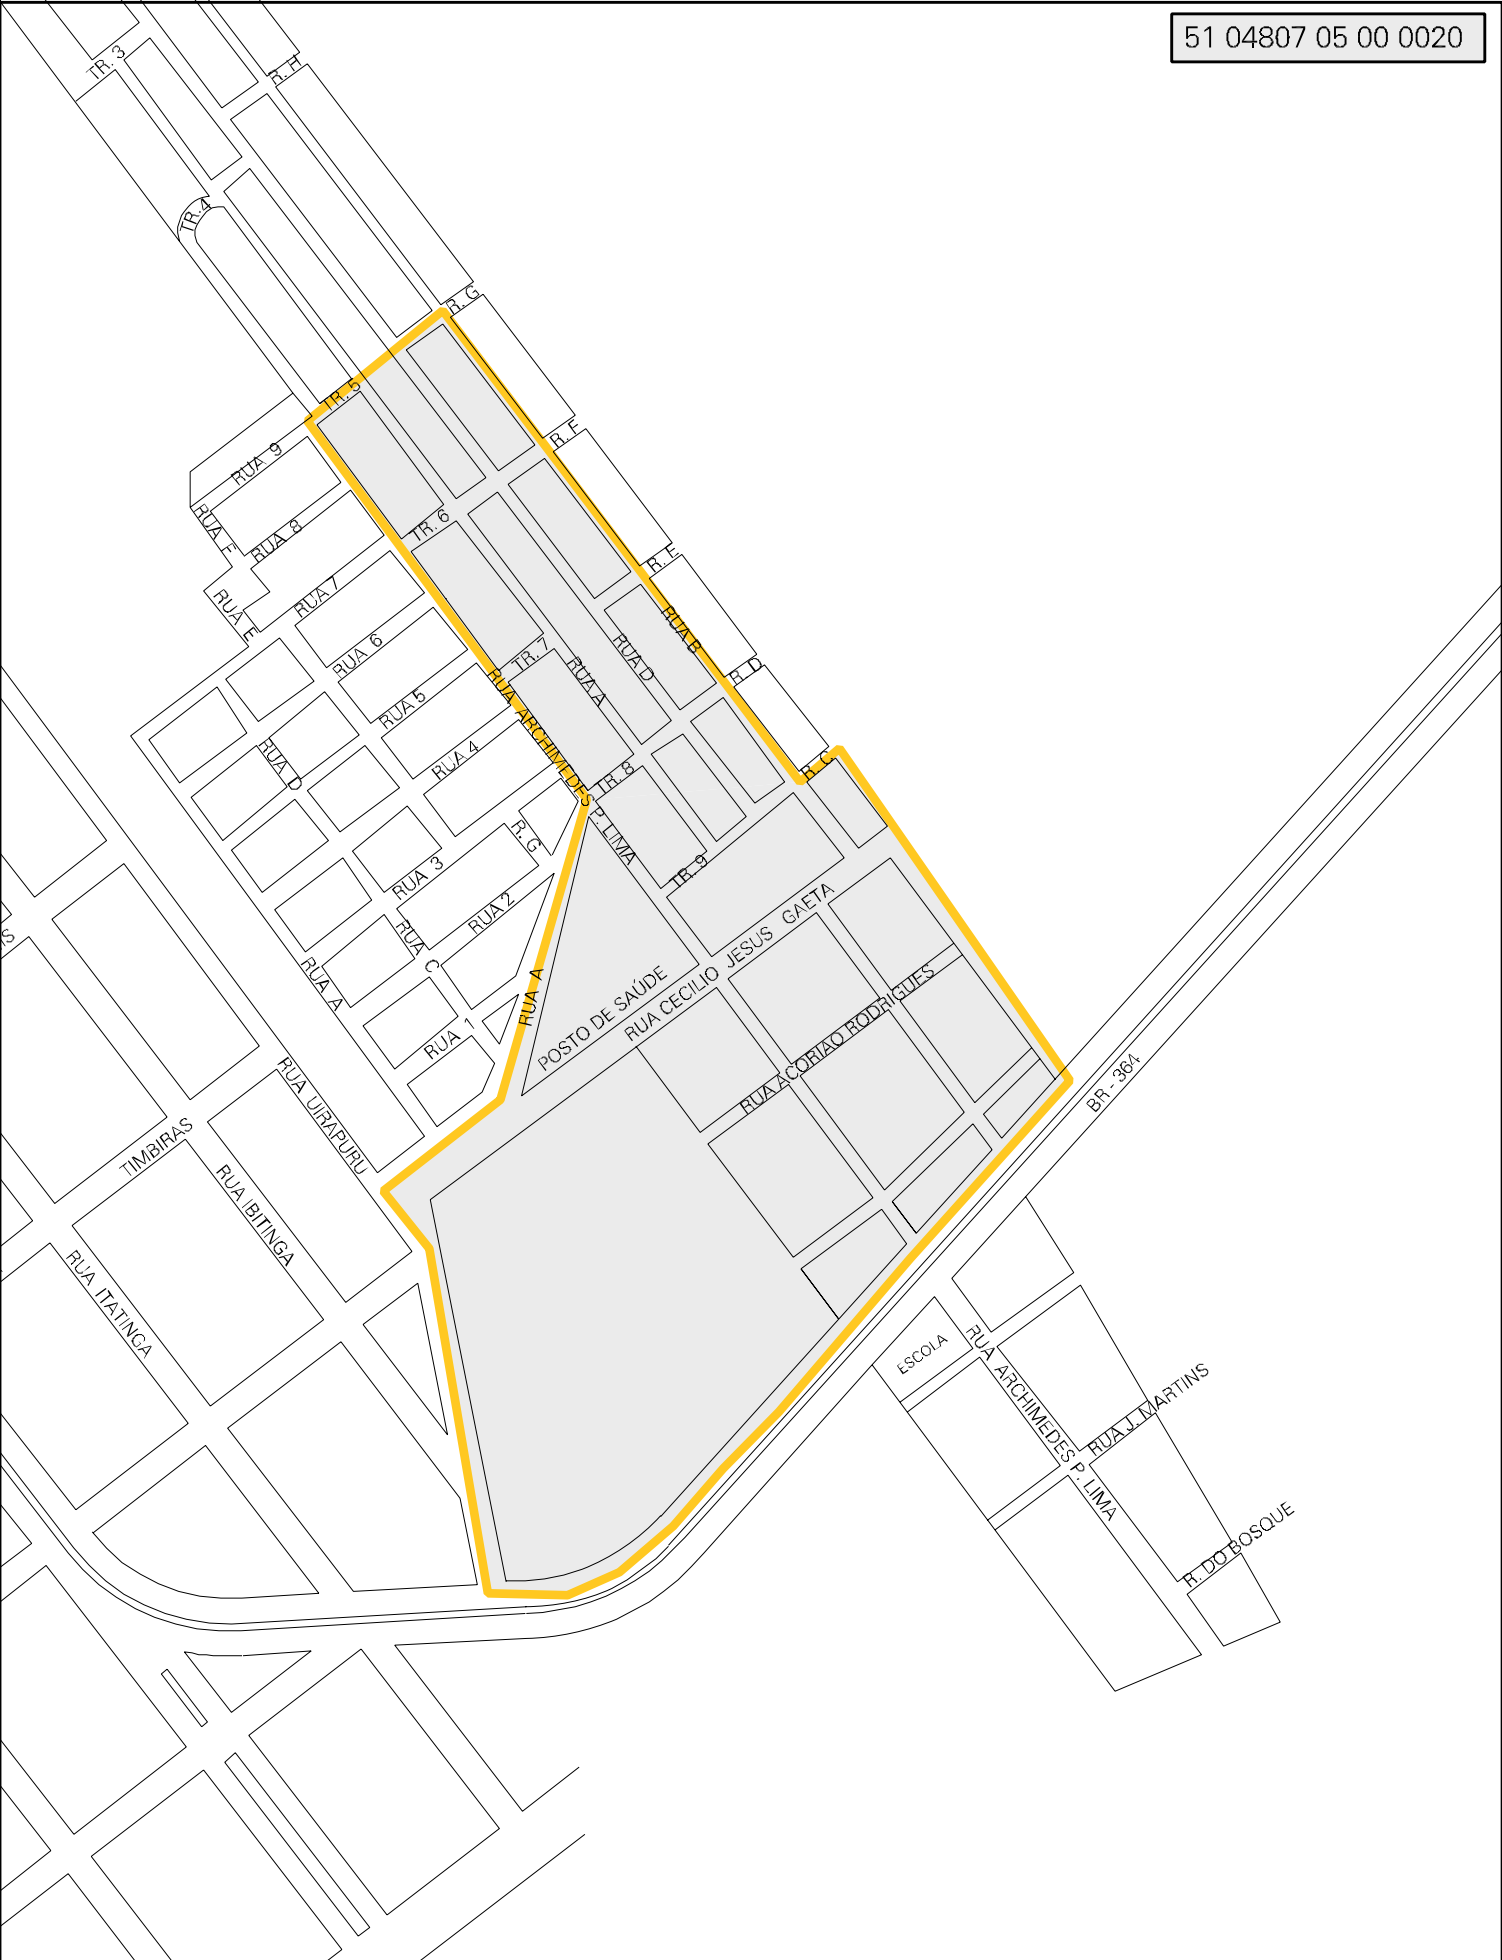 51 04807 05 00 0020
TR. 3
R. H
TR.4
R. G
TR. 5
R. F
RUA 9
RUA F
RUA 8
TR. 6
R. E
RUA 7
RUA E
RUA B
RUA 6
RUA D
TR. 7
RUA A
R D
RUA 5
RUA ARCHIMEDES P. LIMA
RUA 4
RUA D
TR. 8
R. C
R. G
RUA 3
TR. 9
RUA 2
RUA C
RUA CECILIO JESUS GAETA
RUA A
RUA A
POSTO DE SAÚDE
RUA 1
RUA ACORIAO RODRIGUES
BR - 364
RUA UIRAPURU
TIMBIRAS
RUA IBITINGA
RUA ITATINGA
ESCOLA
RUA ARCHIMEDES P. LIMA
RUA J. MARTINS
R. DO BOSQUE